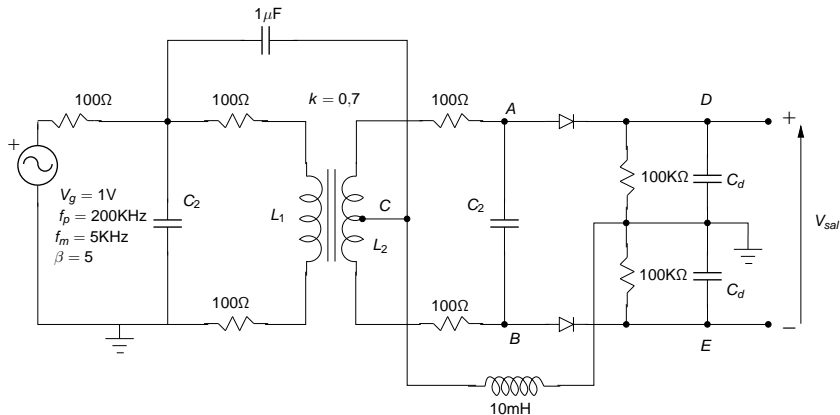 1μF
100Ω
100Ω
k = 0,7
100Ω
A
D
+
+
V_g = 1V
f_p = 200KHz
f_m = 5KHz
β = 5
C_2
L_1
C
L_2
C_2
100KΩ
C_d
V_sal
100KΩ
C_d
100Ω
100Ω
B
E
−
10mH